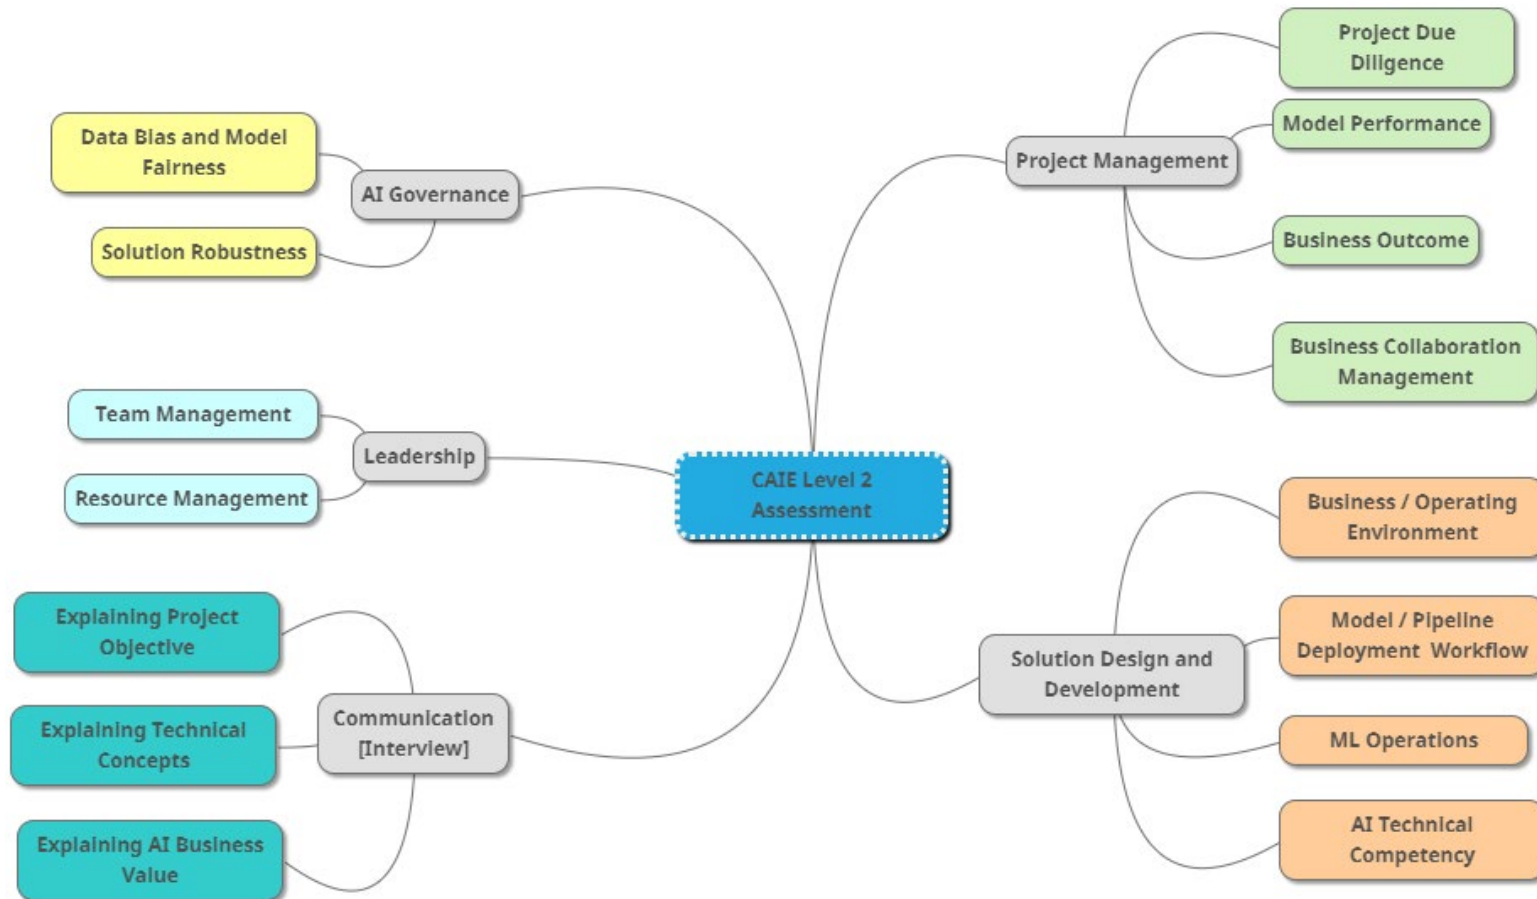 Project Due
Diligence
Model Performance
Project Management
Business Outcome
Business Collaboration
Management
Data Bias and Model
Fairness
AI Governance
Solution Robustness
Team Management
Leadership
Resource Management
CAIE Level 2
Assessment
Business / Operating
Environment
Model / Pipeline
Deployment Workflow
Solution Design and
Development
ML Operations
AI Technical
Competency
Explaining Project
Objective
Communication
[Interview]
Explaining Technical
Concepts
Explaining AI Business
Value